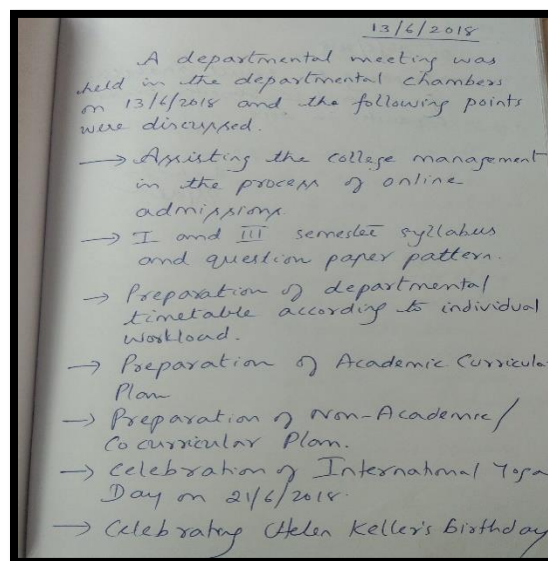 13/6/2018
A departmental meeting was
held in the departmental chambers
on 13/6/2018 and the following points
were discussed.
→ Assisting the college management
in the process of online
admissions.
→ I and III semester syllabus
and question paper pattern.
→ Preparation of departmental
timetable according to individual
workload.
→ Preparation of Academic Curricula
Plan
→ Preparation of Non-Academic/
Cocurricular Plan.
→ Celebration of International Yoga
Day on 21/6/2018.
→ Celebrating Helen Keller's birthday